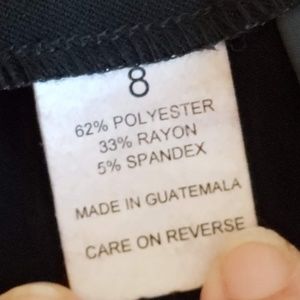 8
62% POLYESTER
33% RAYON
5% SPANDEX
MADE IN GUATEMALA
CARE ON REVERSE